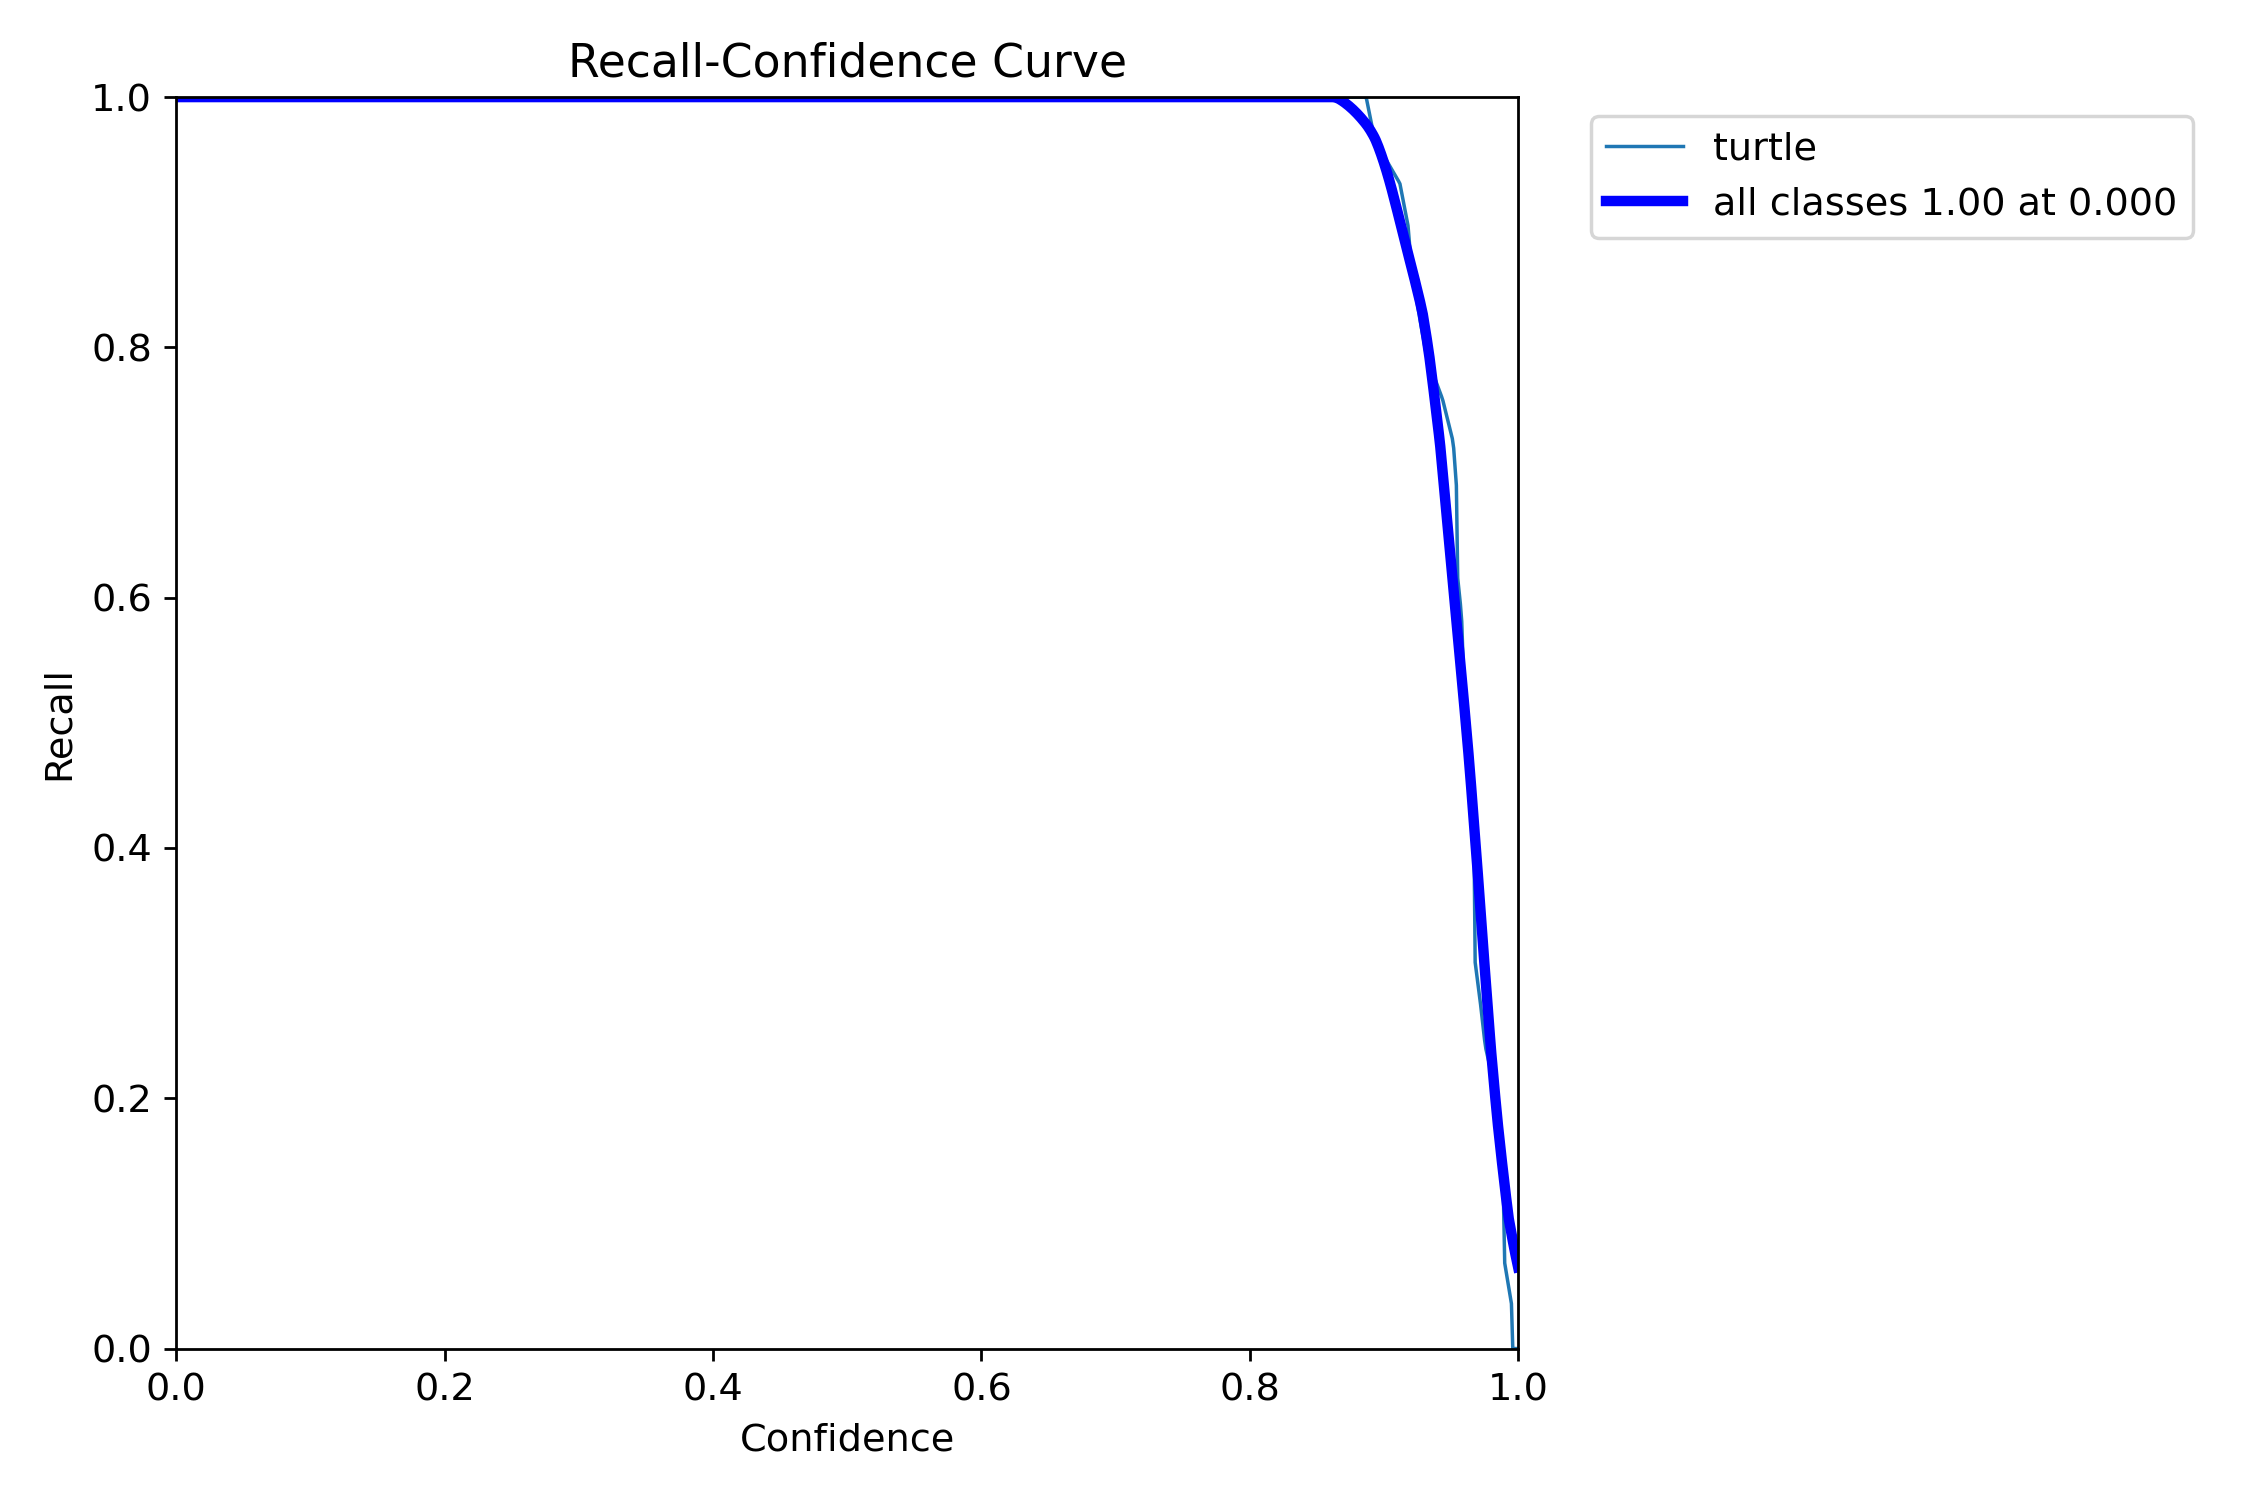 Recall-Confidence Curve
1.0
0.8
0.6
0.4
0.2
0.0
Recall
0.0 0.2 0.4 0.6 0.8 1.0
Confidence
turtle
all classes 1.00 at 0.000